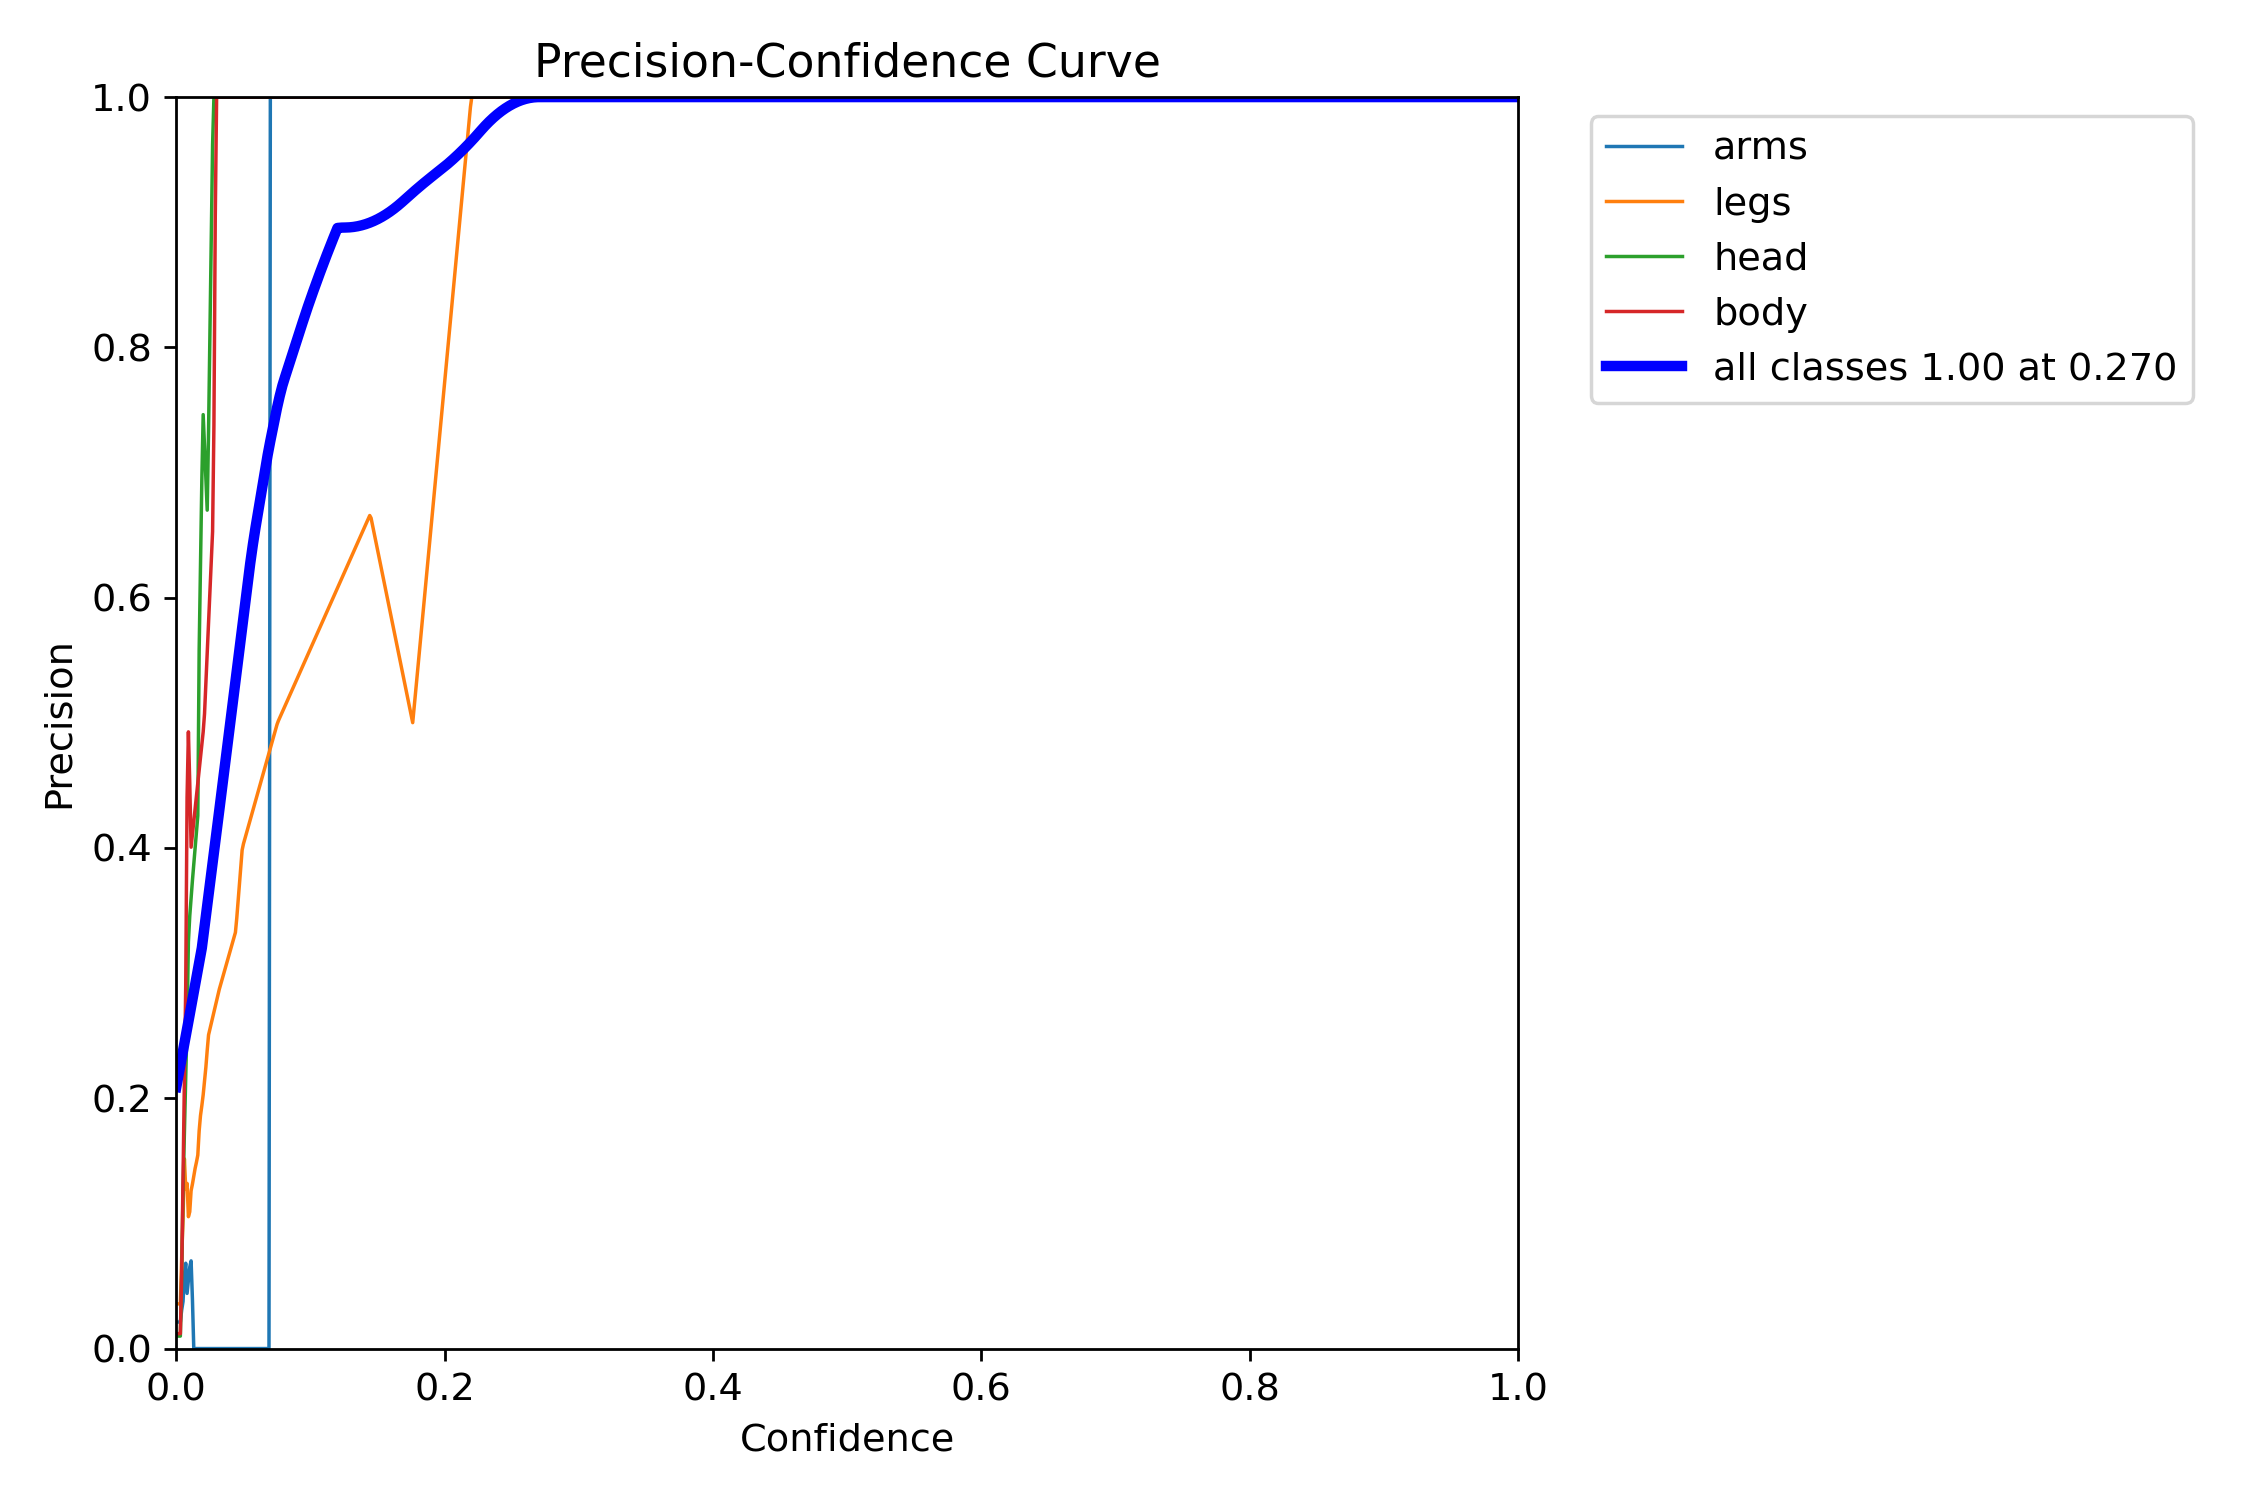 Precision-Confidence Curve
1.0
0.8
0.6
0.4
0.2
0.0
Precision
0.0 0.2 0.4 0.6 0.8 1.0
Confidence
arms
legs
head
body
all classes 1.00 at 0.270